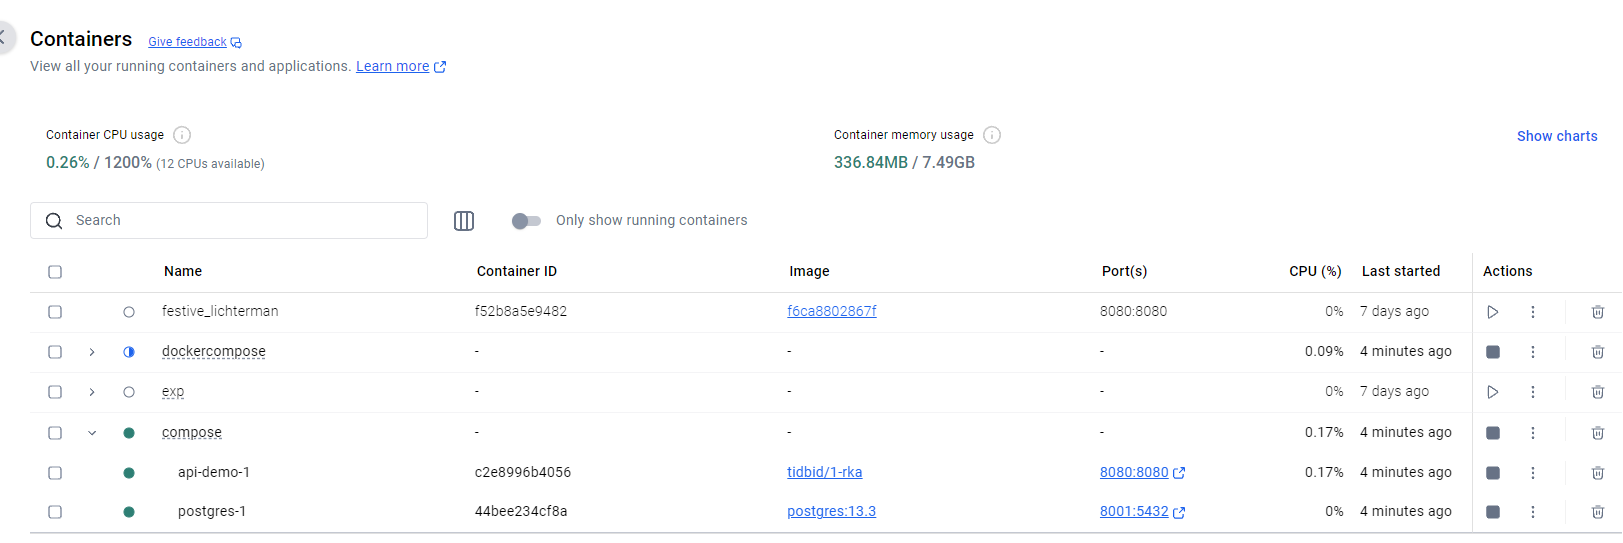 Containers Give feedback
View all your running containers and applications. Learn more
Container CPU usage
0.26% / 1200% (12 CPUs available)
Container memory usage
336.84MB / 7.49GB
Show charts
Search
Only show running containers
Name Container ID Image Port(s) CPU (%) Last started Actions
festive_lichterman f52b8a5e9482 f6ca8802867f 8080:8080 0% 7 days ago
dockercompose - - - 0.09% 4 minutes ago
exp - - - 0% 7 days ago
compose - - - 0.17% 4 minutes ago
api-demo-1 c2e8996b4056 tidbid/1-rka 8080:8080 0.17% 4 minutes ago
postgres-1 44bee234cf8a postgres:13.3 8001:5432 0% 4 minutes ago